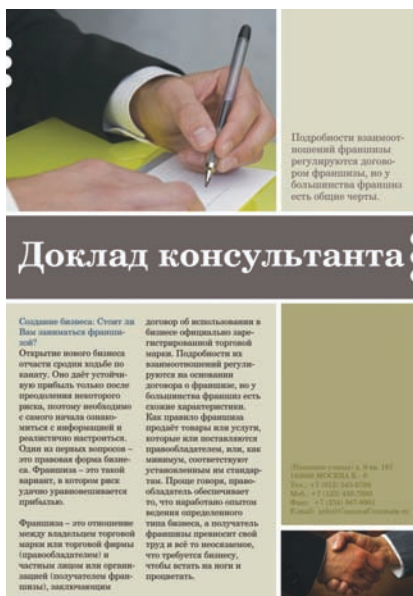 Подробности взаимоот-
ношений франшизы
регулируются догово-
ром франшизы, но у
большинства франшиз
есть общие черты.
Доклад консультанта
Создание бизнеса: Стоит ли
Вам заниматься франши-
зой?
Открытие нового бизнеса
отчасти сродни ходьбе по
канату. Оно даёт устойчи-
вую прибыль только после
преодоления некоторого
риска, поэтому необходимо
с самого начала ознако-
миться с информацией и
реалистично настроиться.
Один из первых вопросов –
это правовая форма бизне-
са. Франшиза – это такой
вариант, в котором риск
удачно уравновешивается
прибылью.
Франшиза – это отношение
между владельцем торговой
марки или торговой фирмы
(правообладателем) и
частным лицом или органи-
зацией (получателем фран-
шизы), заключающим
договор об использовании в
бизнесе официально заре-
гистрированной торговой
марки. Подробности их
взаимоотношений регули-
руются на основании
договора о франшизе, но у
большинства франшиз есть
схожие характеристики.
Как правило франшиза
продаёт товары или услуги,
которые или поставляются
правообладателем, или, как
минимум, соответствуют
установленным им стандар-
там. Проще говоря, право-
обладатель обеспечивает
то, что наработано опытом
ведения определенного
типа бизнеса, а получатель
франшизы превносит свой
труд и всё то неосязаемое,
что требуется бизнесу,
чтобы встать на ноги и
процветать.
МОСКВА